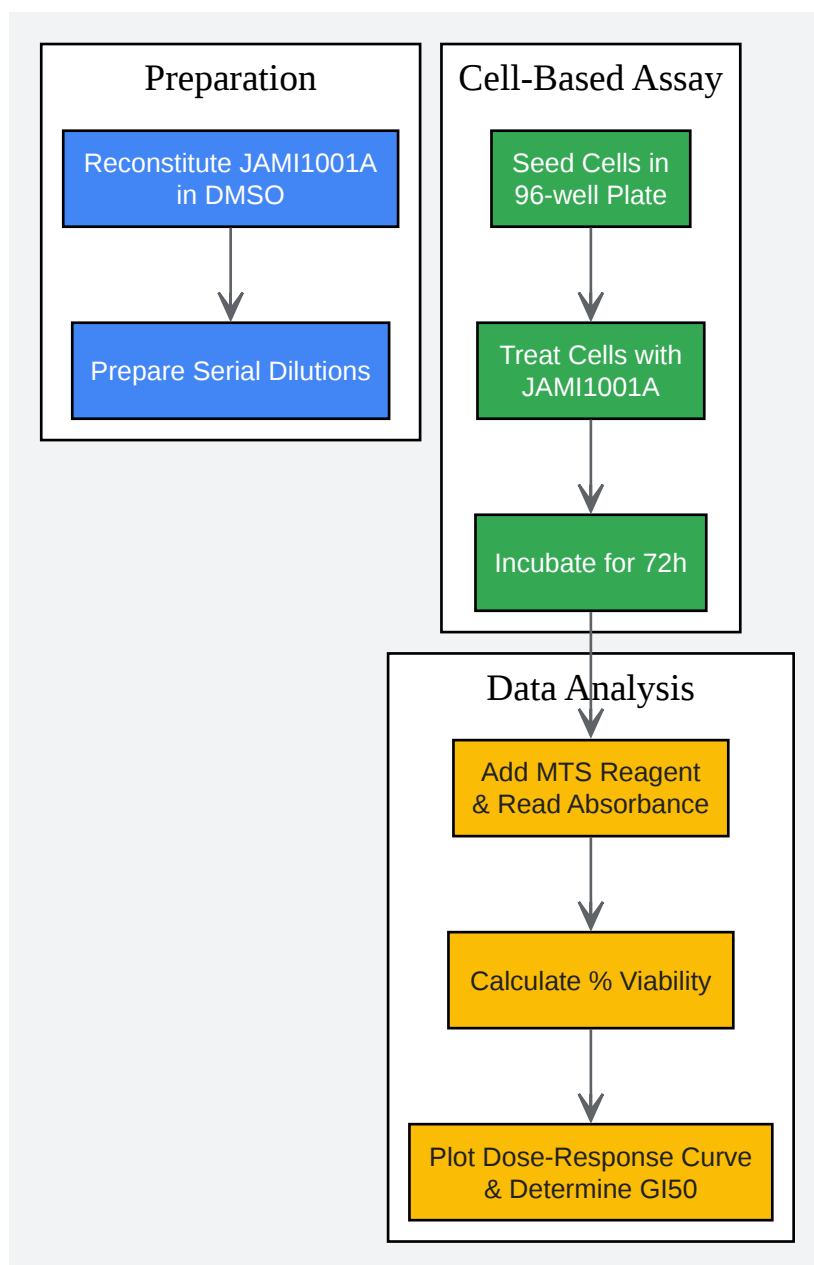 Preparation
Reconstitute JAMI1001A
in DMSO
Prepare Serial Dilutions
Cell-Based Assay
Seed Cells in
96-well Plate
Treat Cells with
JAMI1001A
Incubate for 72h
Data Analysis
Add MTS Reagent
& Read Absorbance
Calculate % Viability
Plot Dose-Response Curve
& Determine GI50